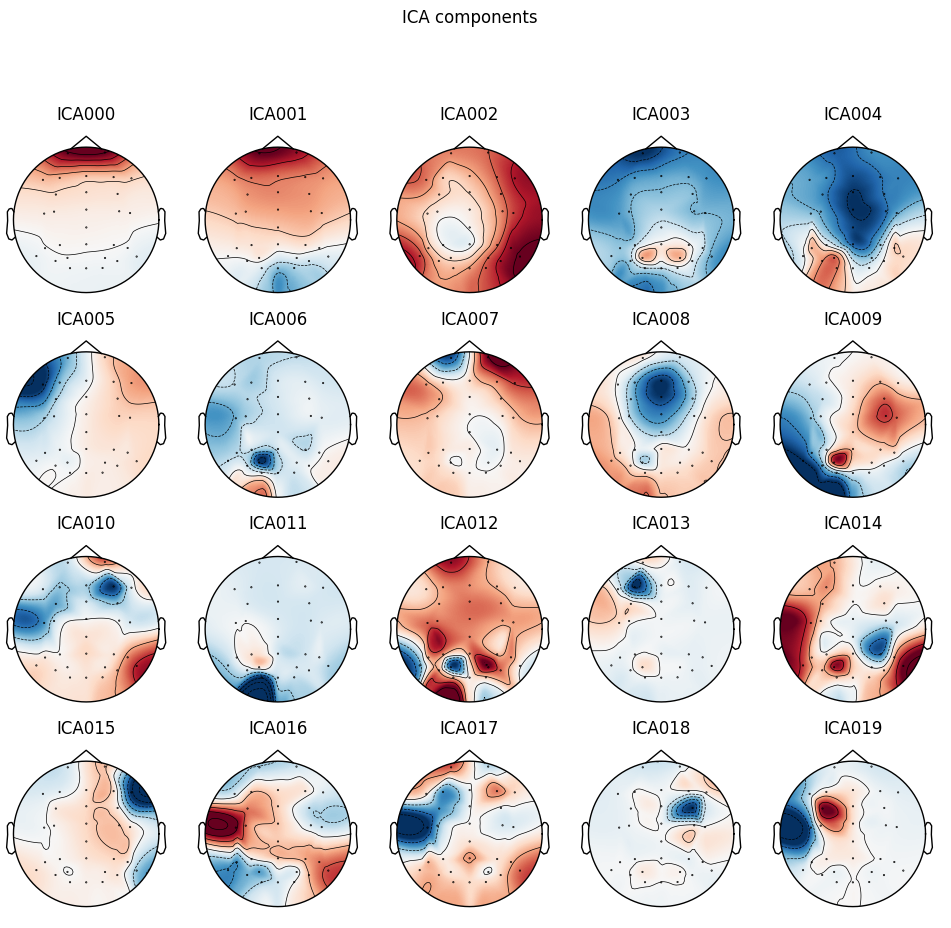 ICA components
ICA000 ICA001 ICA002 ICA003 ICA004
ICA005 ICA006 ICA007 ICA008 ICA009
ICA010 ICA011 ICA012 ICA013 ICA014
ICA015 ICA016 ICA017 ICA018 ICA019